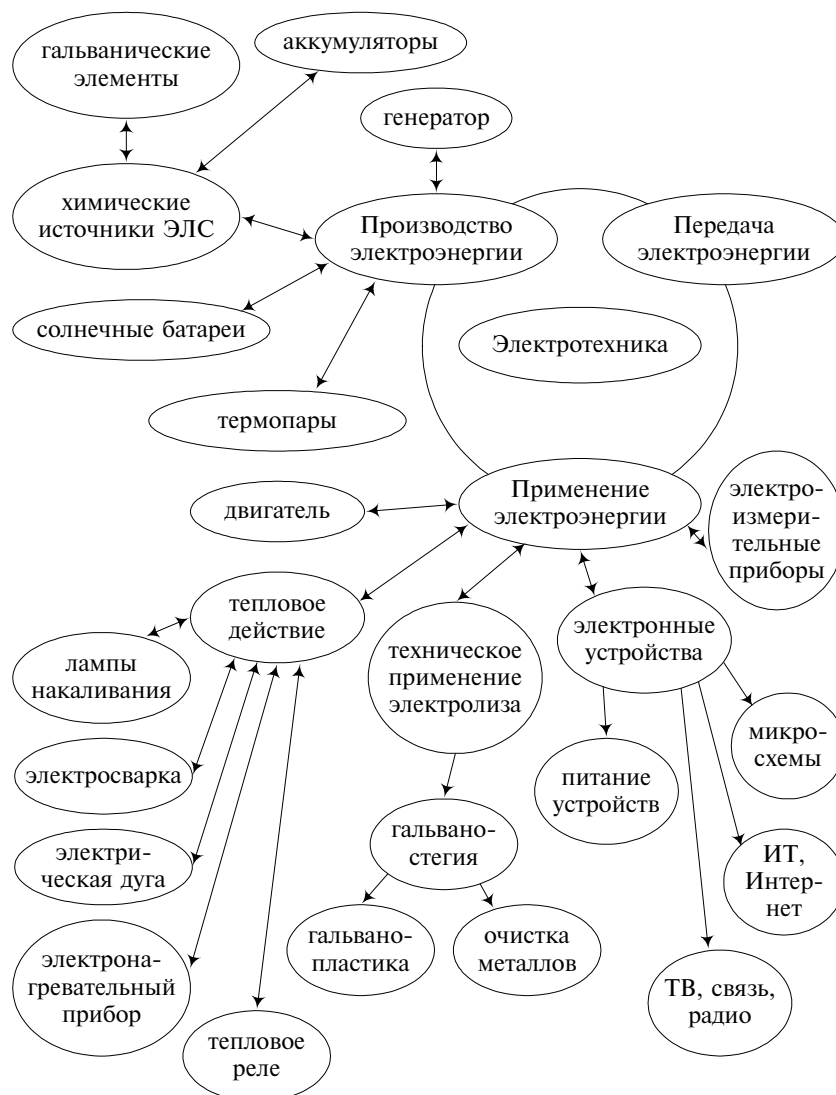 гальванические
элементы
аккумуляторы
генератор
химические
источники ЭЛС
Производство
электроэнергии
Передача
электроэнергии
солнечные батареи
Электротехника
термопары
Применение
электроэнергии
двигатель
электро-
измери-
тельные
приборы
тепловое
действие
техническое
применение
электролиза
электронные
устройства
лампы
накаливания
микро-
схемы
электросварка
питание
устройств
гальвано-
стегия
электри-
ческая дуга
ИТ,
Интер-
нет
гальвано-
пластика
очистка
металлов
электрона-
гревательный
прибор
ТВ, связь,
радио
тепловое
реле